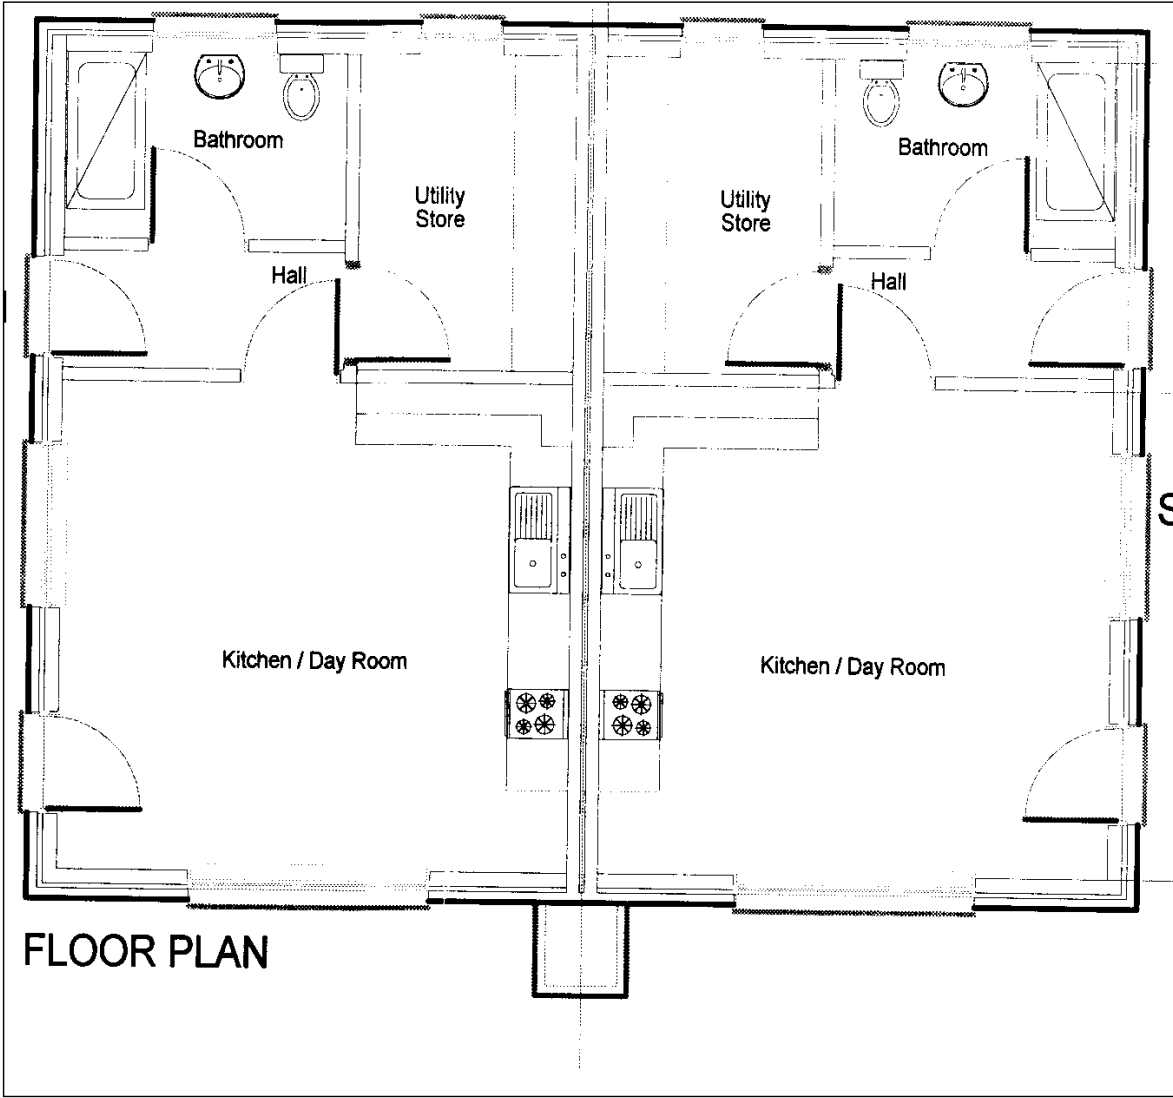 Bathroom
Utility
Store
Hall
Kitchen / Day Room
Bathroom
Utility
Store
Hall
Kitchen / Day Room
S
FLOOR PLAN